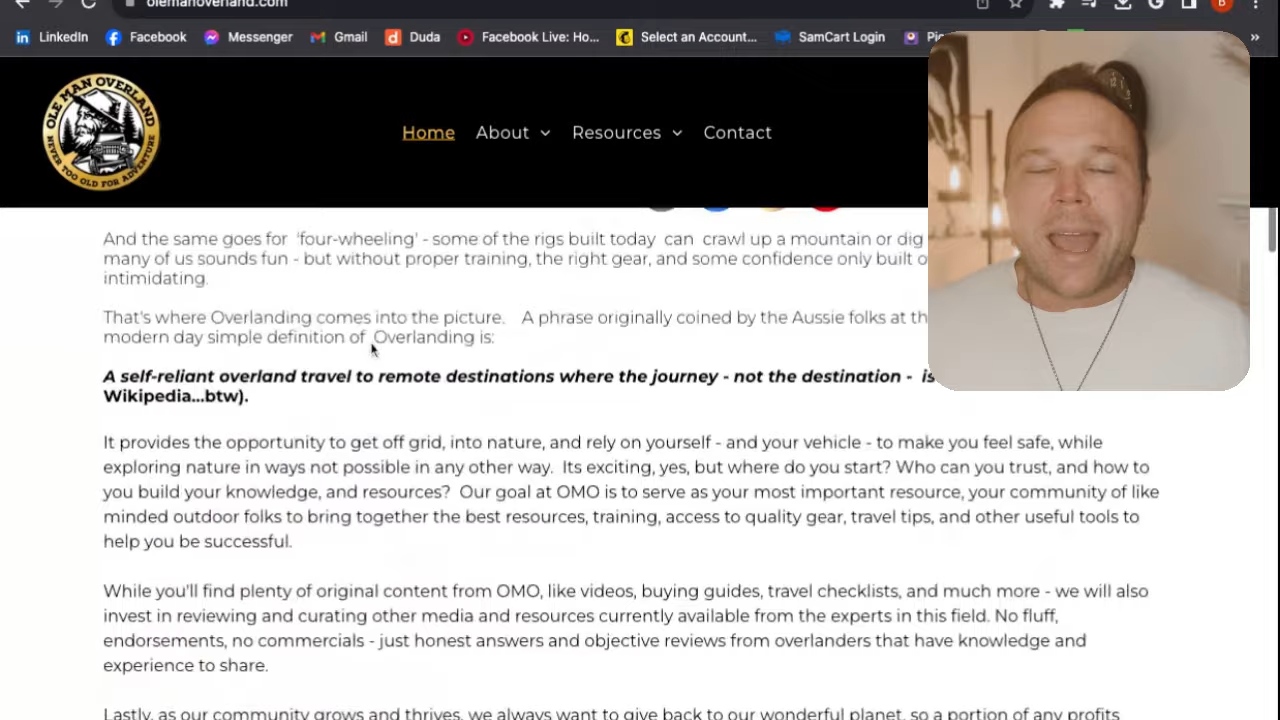 olemanoverland.com
LinkedIn Facebook Messenger Gmail Duda Facebook Live: Ho... Select an Account... SamCart Login »
OLE MAN OVERLAND
NEVER TOO OLD FOR ADVENTURE
Home About Resources Contact
And the same goes for 'four-wheeling' - some of the rigs built today can crawl up a mountain or dig
many of us sounds fun - but without proper training, the right gear, and some confidence only built
intimidating.
That's where Overlanding comes into the picture. A phrase originally coined by the Aussie folks at
modern day simple definition of Overlanding is:
A self-reliant overland travel to remote destinations where the journey - not the destination - is
Wikipedia...btw).
It provides the opportunity to get off grid, into nature, and rely on yourself - and your vehicle - to make you feel safe, while
exploring nature in ways not possible in any other way. Its exciting, yes, but where do you start? Who can you trust, and how to
you build your knowledge, and resources? Our goal at OMO is to serve as your most important resource, your community of like
minded outdoor folks to bring together the best resources, training, access to quality gear, travel tips, and other useful tools to
help you be successful.
While you'll find plenty of original content from OMO, like videos, buying guides, travel checklists, and much more - we will also
invest in reviewing and curating other media and resources currently available from the experts in this field. No fluff,
endorsements, no commercials - just honest answers and objective reviews from overlanders that have knowledge and
experience to share.
Lastly, as our community grows and thrives, we always want to give back to our wonderful planet, so a portion of any profits